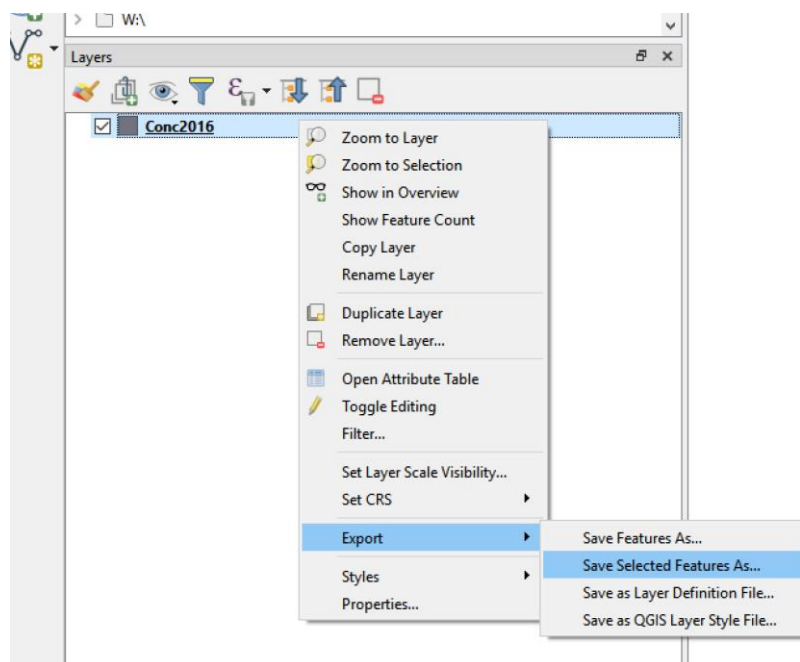 W:\
Layers
Conc2016
Zoom to Layer
Zoom to Selection
Show in Overview
Show Feature Count
Copy Layer
Rename Layer
Duplicate Layer
Remove Layer...
Open Attribute Table
Toggle Editing
Filter...
Set Layer Scale Visibility...
Set CRS
Export
Save Features As...
Save Selected Features As...
Save as Layer Definition File...
Save as QGIS Layer Style File...
Styles
Properties...